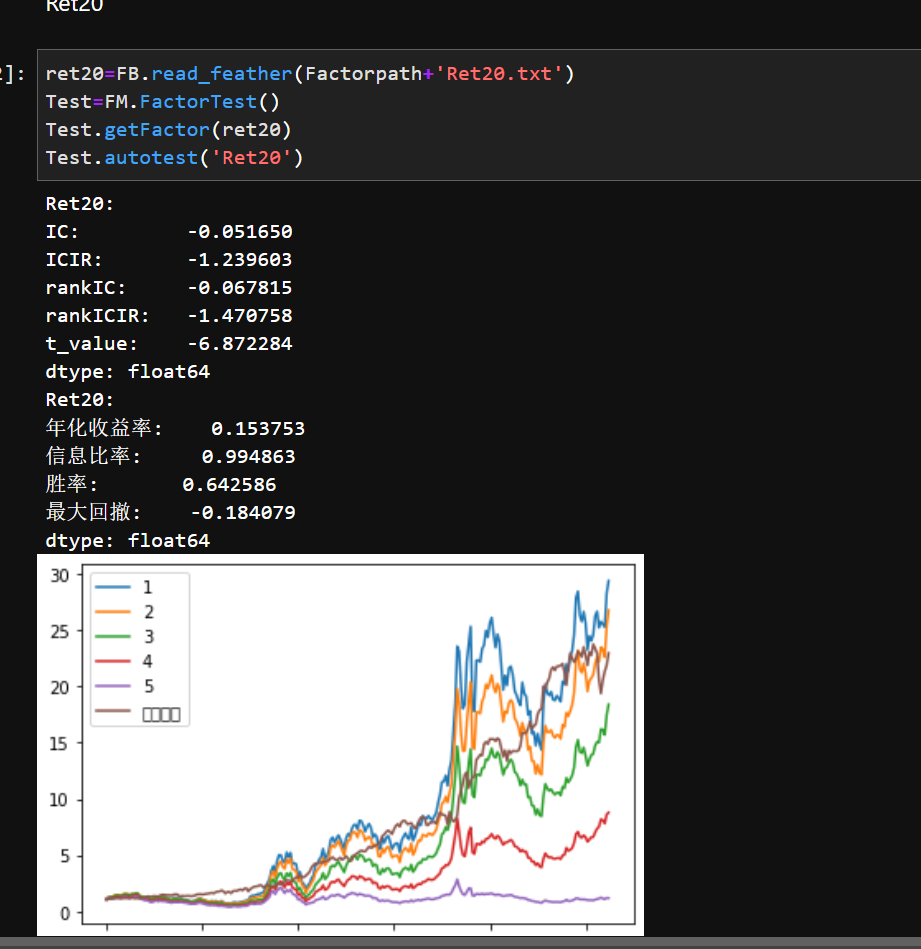 Ret20
]:
ret20=FB.read_feather(Factorpath+'Ret20.txt')
Test=FM.FactorTest()
Test.getFactor(ret20)
Test.autotest('Ret20')
Ret20:
IC: -0.051650
ICIR: -1.239603
rankIC: -0.067815
rankICIR: -1.470758
t_value: -6.872284
dtype: float64
Ret20:
年化收益率: 0.153753
信息比率: 0.994863
胜率: 0.642586
最大回撤: -0.184079
dtype: float64
30
25
20
15
10
5
0
1
2
3
4
5